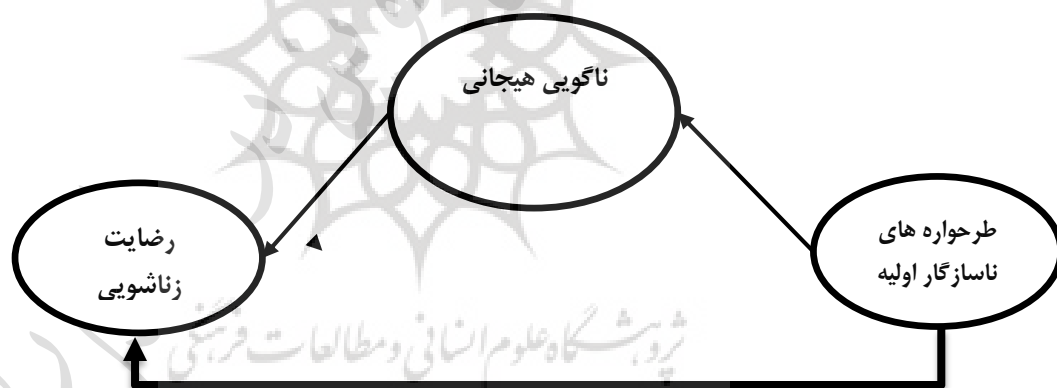 ناگویی هیجانی
طرحواره های
ناسازگار اولیه
رضایت
زناشویی
پژوهشگاه علوم انسانی و مطالعات فرهنگی